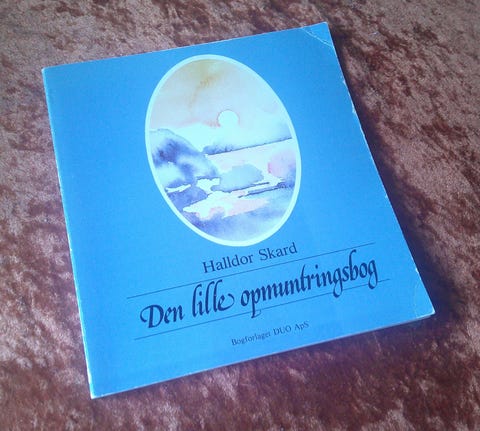 Halldor Skard
Den lille opmuntringsbog
Bogforlaget DUO ApS